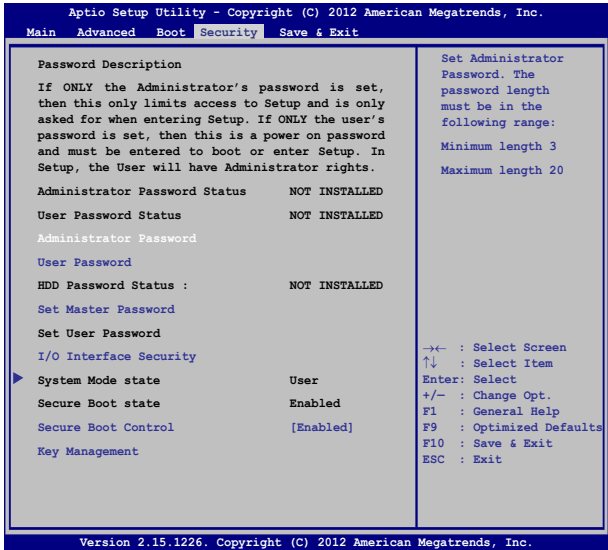 Aptio Setup Utility - Copyright (C) 2012 American Megatrends, Inc.
Main Advanced Boot Security Save & Exit
Password Description
If ONLY the Administrator's password is set,
then this only limits access to Setup and is only
asked for when entering Setup. If ONLY the user's
password is set, then this is a power on password
and must be entered to boot or enter Setup. In
Setup, the User will have Administrator rights.
Administrator Password Status NOT INSTALLED
User Password Status NOT INSTALLED
Administrator Password
User Password
HDD Password Status : NOT INSTALLED
Set Master Password
Set User Password
I/O Interface Security
System Mode state User
Secure Boot state Enabled
Secure Boot Control [Enabled]
Key Management
Set Administrator
Password. The
password length
must be in the
following range:
Minimum length 3
Maximum length 20
→← : Select Screen
↑↓ : Select Item
Enter: Select
+/— : Change Opt.
F1 : General Help
F9 : Optimized Defaults
F10 : Save & Exit
ESC : Exit
Version 2.15.1226. Copyright (C) 2012 American Megatrends, Inc.